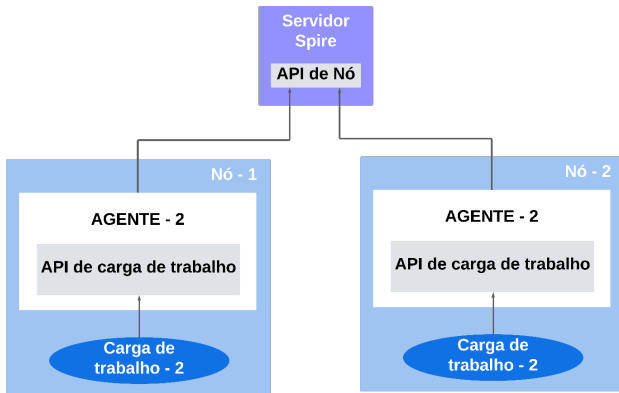 Servidor
Spire
API de Nó
Nó - 1
AGENTE - 2
API de carga de trabalho
Carga de
trabalho - 2
Nó - 2
AGENTE - 2
API de carga de trabalho
Carga de
trabalho - 2